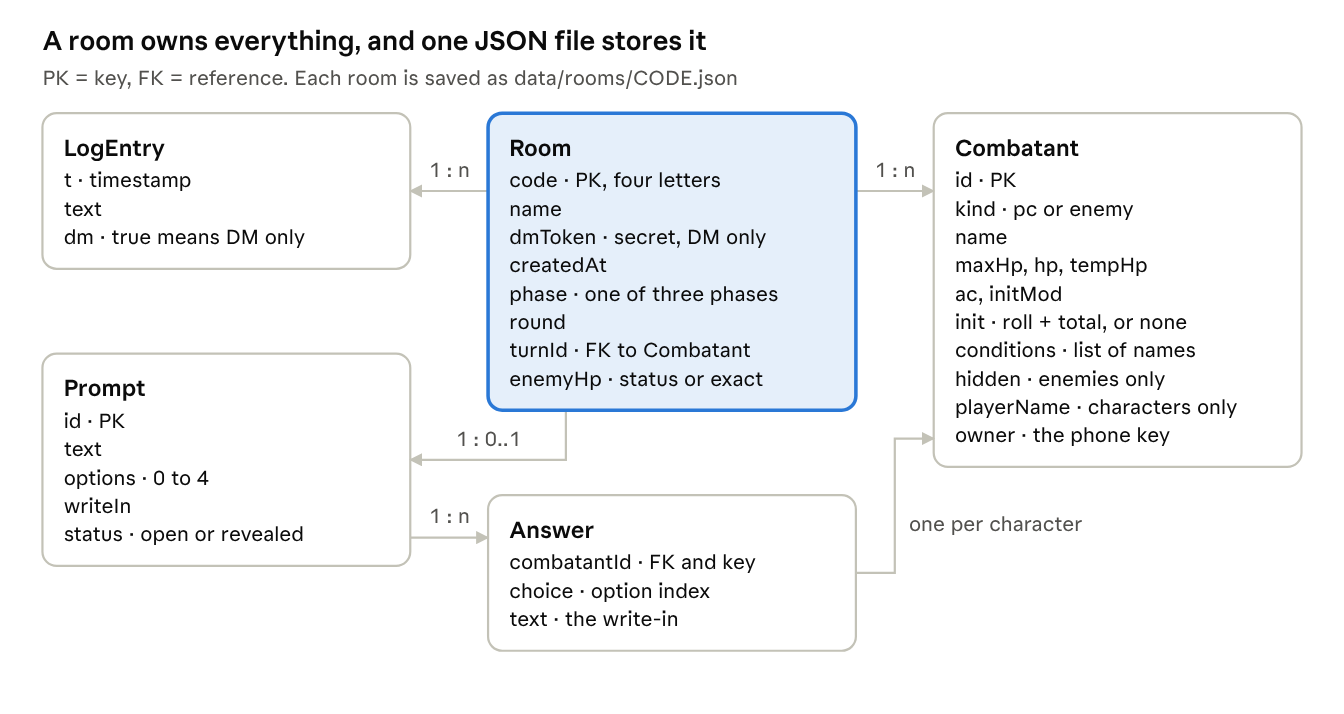 A room owns everything, and one JSON file stores it
PK = key, FK = reference. Each room is saved as data/rooms/CODE.json
LogEntry
t · timestamp
text
dm · true means DM only
1 : n
Room
code · PK, four letters
name
dmToken · secret, DM only
createdAt
phase · one of three phases
round
turnId · FK to Combatant
enemyHp · status or exact
1 : n
Combatant
id · PK
kind · pc or enemy
name
maxHp, hp, tempHp
ac, initMod
init · roll + total, or none
conditions · list of names
hidden · enemies only
playerName · characters only
owner · the phone key
Prompt
id · PK
text
options · 0 to 4
writeIn
status · open or revealed
1 : 0..1
1 : n
Answer
combatantId · FK and key
choice · option index
text · the write-in
one per character